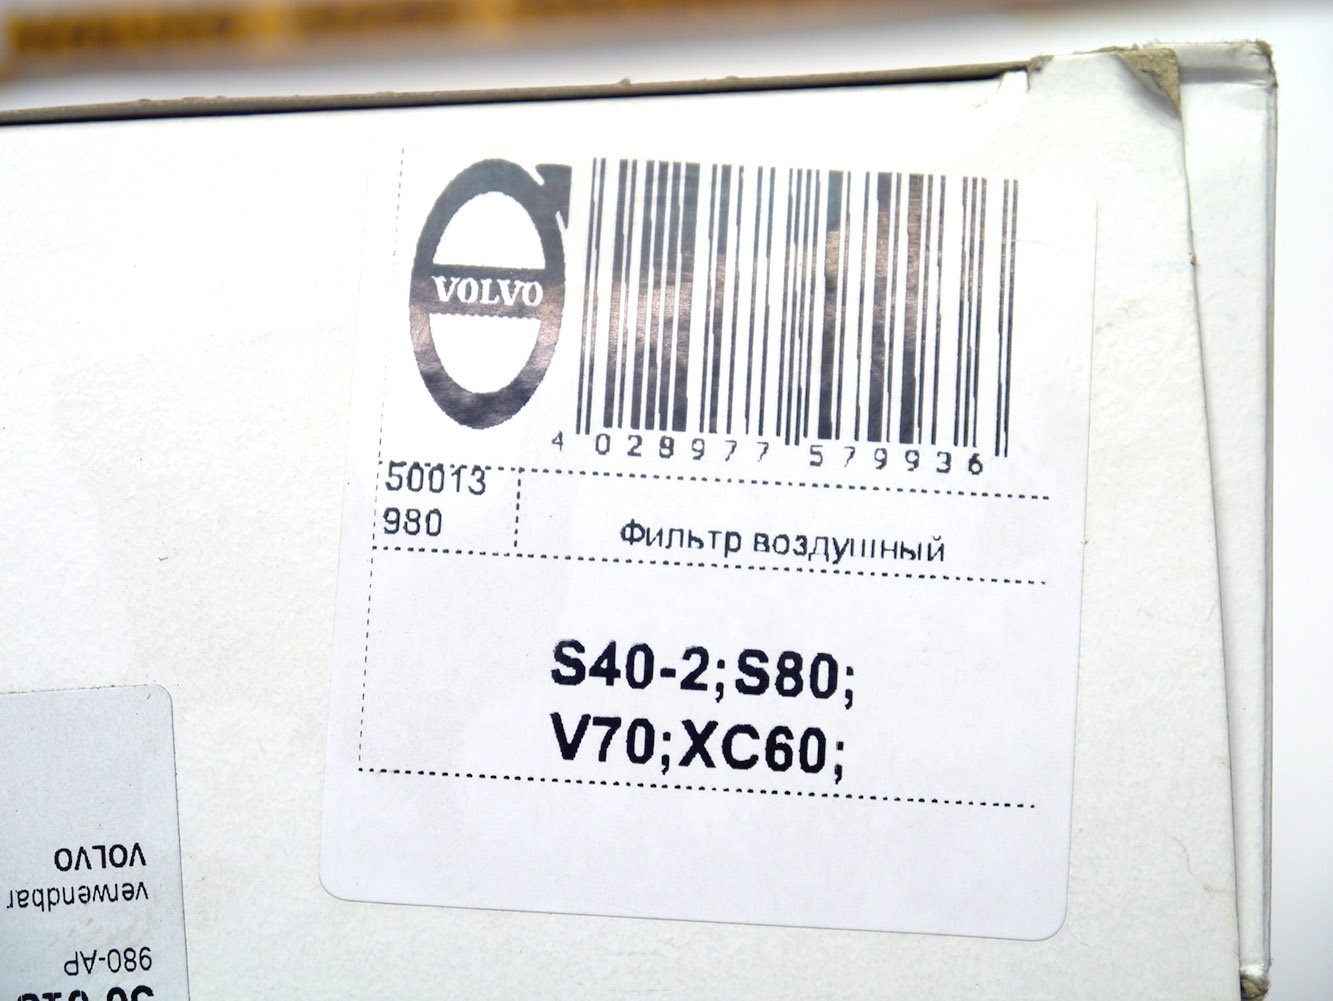 VOLVO
4 028977 579936
50013
980
Фильтр воздушный
S40-2;S80;
V70;XC60;
980-AP
verwendbar
VOLVO